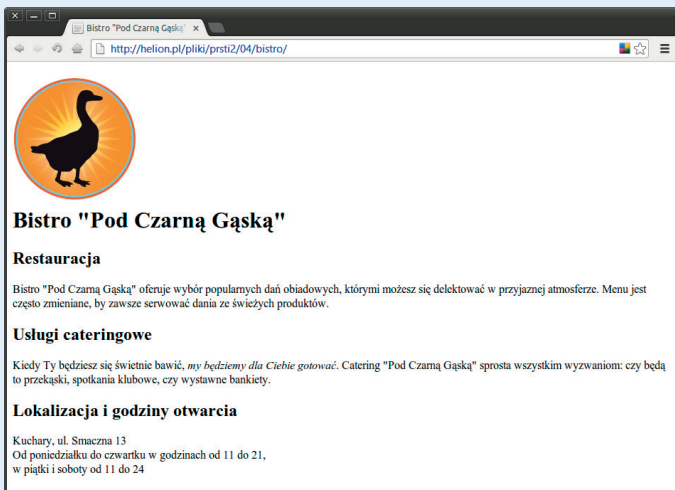 Bistro "Pod Czarną Gąską"
http://helion.pl/pliki/prsti2/04/bistro/
Bistro "Pod Czarną Gąską"
Restauracja
Bistro "Pod Czarną Gąską" oferuje wybór popularnych dań obiadowych, którymi możesz się delektować w przyjaznej atmosferze. Menu jest
często zmieniane, by zawsze serwować dania ze świeżych produktów.
Usługi cateringowe
Kiedy Ty będziesz się świetnie bawić, my będziemy dla Ciebie gotować. Catering "Pod Czarną Gąską" sprosta wszystkim wyzwaniom: czy będą
to przekąski, spotkania klubowe, czy wystawne bankiety.
Lokalizacja i godziny otwarcia
Kuchary, ul. Smaczna 13
Od poniedziałku do czwartku w godzinach od 11 do 21,
w piątki i soboty od 11 do 24